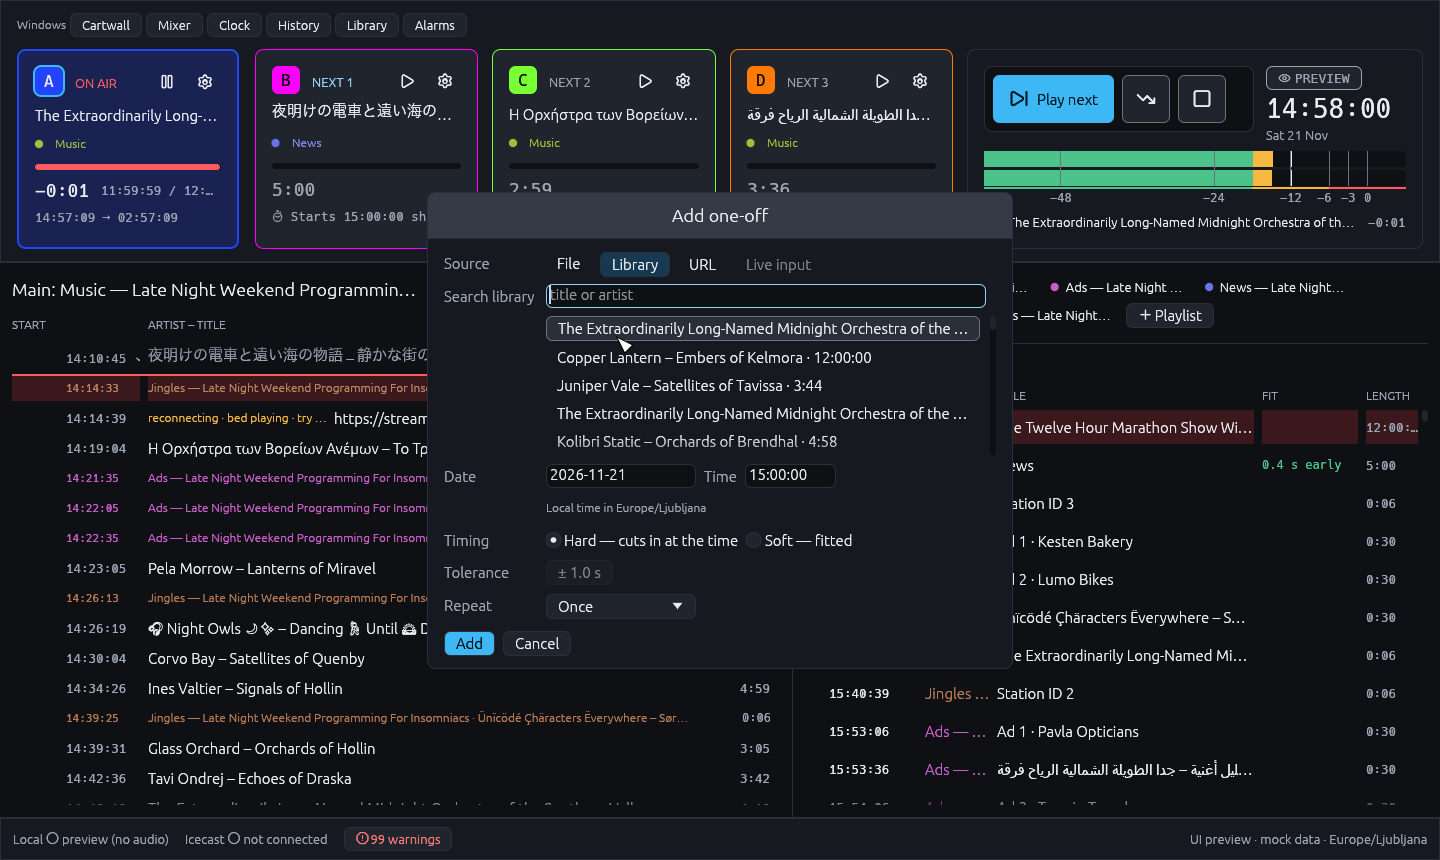 Windows Cartwall Mixer Clock History Library Alarms
A ON AIR
The Extraordinarily Long-…
Music
−0:01 11:59:59 / 12:…
14:57:09 → 02:57:09
B NEXT 1
夜明けの電車と遠い海の…
News
5:00
Starts 15:00:00 sh
C NEXT 2
Η Ορχήστρα των Βορείων…
Music
2:59
D NEXT 3
جدا الطويلة الشمالية الرياح فرقة…
Music
3:36
Play next
PREVIEW
14:58:00
Sat 21 Nov
−48 −24 −12 −6 −3 0
The Extraordinarily Long-Named Midnight Orchestra of th… −0:01
Main: Music — Late Night Weekend Programmin…
START ARTIST – TITLE
14:10:45 夜明けの電車と遠い海の物語 – 静かな街の
14:14:33 Jingles — Late Night Weekend Programming For Ins
14:14:39 reconnecting · bed playing · try … https://stream
14:19:04 Η Ορχήστρα των Βορείων Ανέμων – Το Τρ
14:21:35 Ads — Late Night Weekend Programming For Insom
14:22:05 Ads — Late Night Weekend Programming For Insom
14:22:35 Ads — Late Night Weekend Programming For Insom
14:23:05 Pela Morrow – Lanterns of Miravel
14:26:13 Jingles — Late Night Weekend Programming For Ins
14:26:19 🎧 Night Owls 🌙✨ – Dancing 💃 Until 🌅 D
14:30:04 Corvo Bay – Satellites of Quenby
14:34:26 Ines Valtier – Signals of Hollin 4:59
14:39:25 Jingles — Late Night Weekend Programming For Insomniacs · Ünïcödé Çhäracters Ëverywhere – Sør… 0:06
14:39:31 Glass Orchard – Orchards of Hollin 3:05
14:42:36 Tavi Ondrej – Echoes of Draska 3:42
Add one-off
Source File Library URL Live input
Search library title or artist
The Extraordinarily Long-Named Midnight Orchestra of the …
Copper Lantern – Embers of Kelmora · 12:00:00
Juniper Vale – Satellites of Tavissa · 3:44
The Extraordinarily Long-Named Midnight Orchestra of the …
Kolibri Static – Orchards of Brendhal · 4:58
Date 2026-11-21 Time 15:00:00
Local time in Europe/Ljubljana
Timing Hard — cuts in at the time Soft — fitted
Tolerance ± 1.0 s
Repeat Once
Add Cancel
i… Ads — Late Night … News — Late Night…
s — Late Night… + Playlist
LE FIT LENGTH
e Twelve Hour Marathon Show Wi… 12:00:…
ews 0.4 s early 5:00
ation ID 3 0:06
d 1 · Kesten Bakery 0:30
d 2 · Lumo Bikes 0:30
nïcödé Çhäracters Ëverywhere – S… 0:30
e Extraordinarily Long-Named Mi… 0:06
15:40:39 Jingles … Station ID 2 0:06
15:53:06 Ads — … Ad 1 · Pavla Opticians 0:30
15:53:36 Ads — … جدا الطويلة الشمالية الرياح فرقة – أغنية ليل… 0:30
Local preview (no audio) Icecast not connected 99 warnings
UI preview · mock data · Europe/Ljubljana